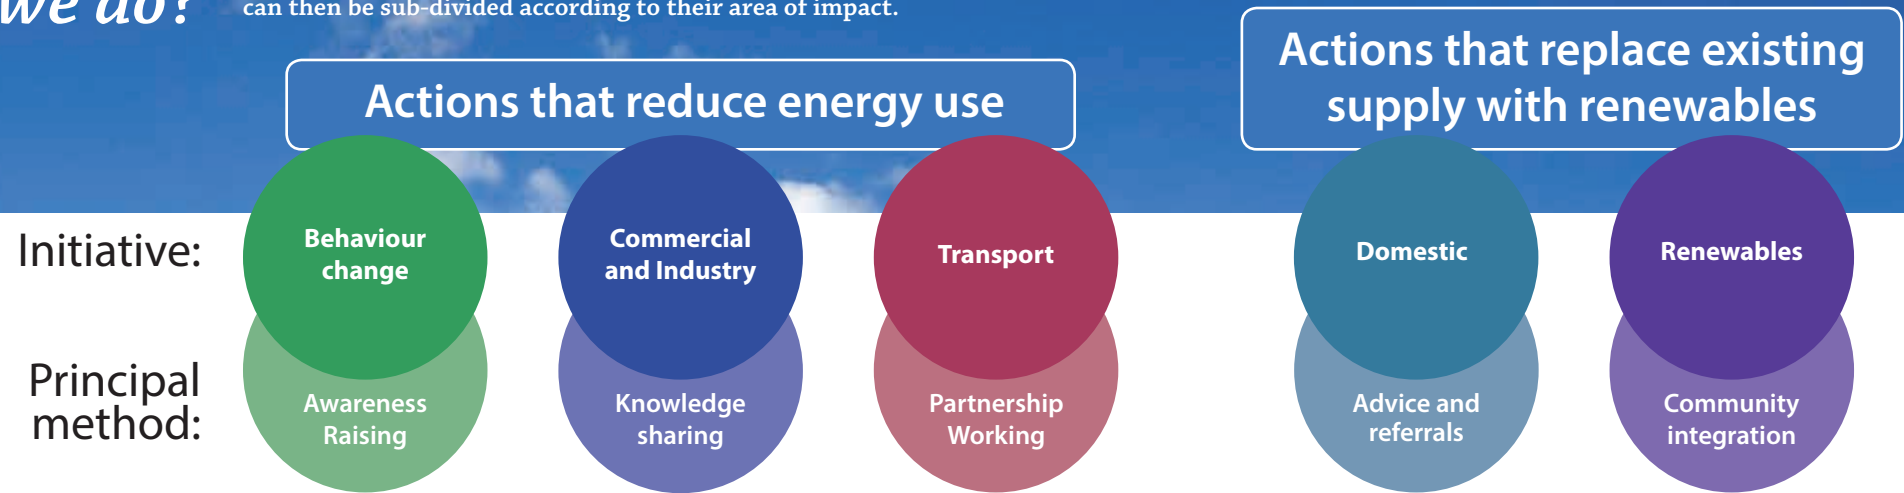 we do?
can then be sub-divided according to their area of impact.
Actions that reduce energy use
Actions that replace existing
supply with renewables
Initiative:
Behaviour
change
Commercial
and Industry
Transport
Domestic
Renewables
Principal
method:
Awareness
Raising
Knowledge
sharing
Partnership
Working
Advice and
referrals
Community
integration